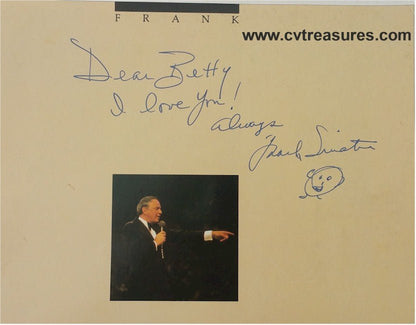 FRANK
www.cvtreasures.com
Dear Betty
I love you!
always
Frank Sinatra